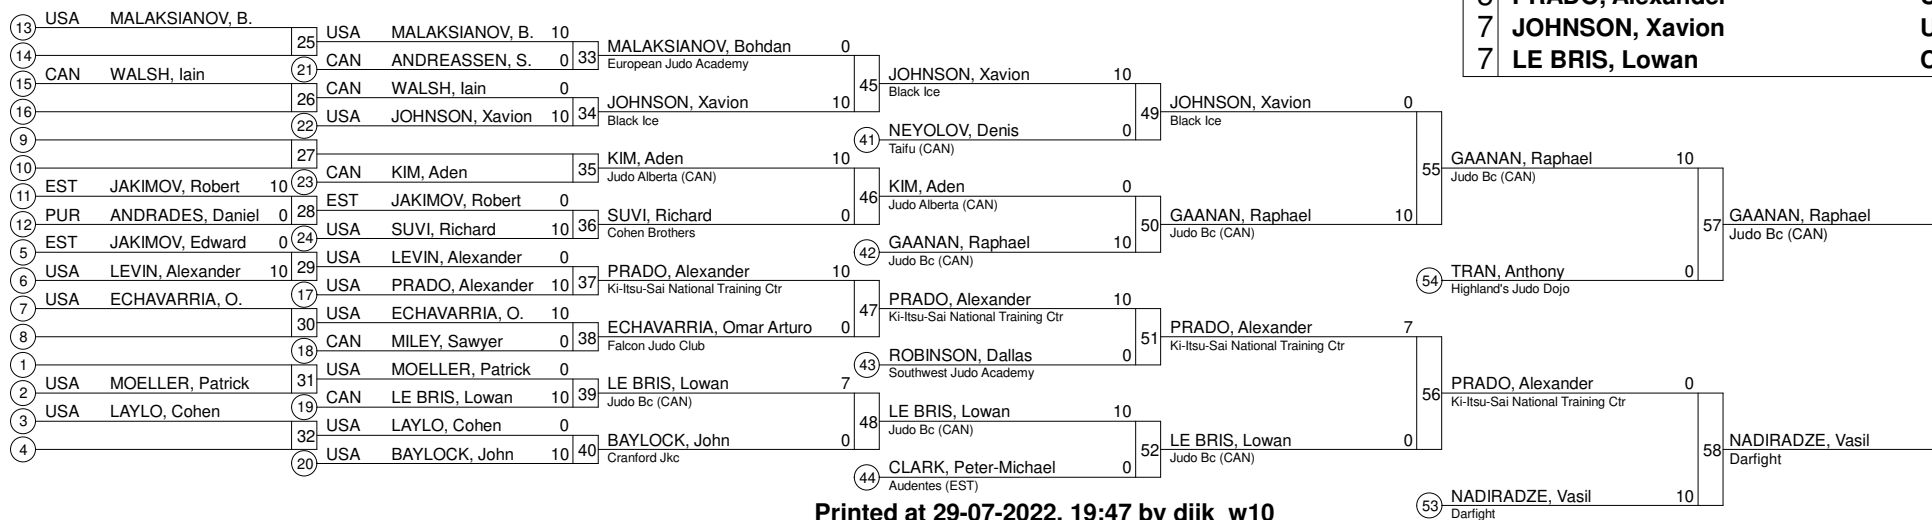 PRADO, Alexander
7 JOHNSON, Xavion
7 LE BRIS, Lowan
13 USA MALAKSIANOV, B.
14
15 CAN WALSH, Iain
16
9
10
11 EST JAKIMOV, Robert 10
12 PUR ANDRADES, Daniel 0
5 EST JAKIMOV, Edward 0
6 USA LEVIN, Alexander 10
7 USA ECHAVARRIA, O.
8
1
2 USA MOELLER, Patrick
3 USA LAYLO, Cohen
4
25 USA MALAKSIANOV, B. 10
21 CAN ANDREASSEN, S. 0
26 CAN WALSH, Iain 0
22 USA JOHNSON, Xavion 10
27
23 CAN KIM, Aden
28 EST JAKIMOV, Robert 0
24 USA SUVI, Richard 10
29 USA LEVIN, Alexander 0
17 USA PRADO, Alexander 10
30 USA ECHAVARRIA, O. 10
18 CAN MILEY, Sawyer 0
31 USA MOELLER, Patrick 0
19 CAN LE BRIS, Lowan 10
32 USA LAYLO, Cohen 0
20 USA BAYLOCK, John 10
33 MALAKSIANOV, Bohdan 0
European Judo Academy
34 JOHNSON, Xavion 10
Black Ice
35 KIM, Aden 10
Judo Alberta (CAN)
36 SUVI, Richard 0
Cohen Brothers
37 PRADO, Alexander 10
Ki-Itsu-Sai National Training Ctr
38 ECHAVARRIA, Omar Arturo 0
Falcon Judo Club
39 LE BRIS, Lowan 7
Judo Bc (CAN)
40 BAYLOCK, John 0
Cranford Jkc
45 JOHNSON, Xavion 10
Black Ice
41 NEYOLOV, Denis 0
Taifu (CAN)
46 KIM, Aden 0
Judo Alberta (CAN)
42 GAANAN, Raphael 10
Judo Bc (CAN)
47 PRADO, Alexander 10
Ki-Itsu-Sai National Training Ctr
43 ROBINSON, Dallas 0
Southwest Judo Academy
48 LE BRIS, Lowan 10
Judo Bc (CAN)
44 CLARK, Peter-Michael 0
Audentes (EST)
49 JOHNSON, Xavion 0
Black Ice
50 GAANAN, Raphael 10
Judo Bc (CAN)
51 PRADO, Alexander 7
Ki-Itsu-Sai National Training Ctr
52 LE BRIS, Lowan 0
Judo Bc (CAN)
55 GAANAN, Raphael 10
Judo Bc (CAN)
54 TRAN, Anthony 0
Highland's Judo Dojo
56 PRADO, Alexander 0
Ki-Itsu-Sai National Training Ctr
53 NADIRADZE, Vasil 10
Darfight
57 GAANAN, Raphael
Judo Bc (CAN)
58 NADIRADZE, Vasil
Darfight
Printed at 29-07-2022, 19:47 by djjk_w10